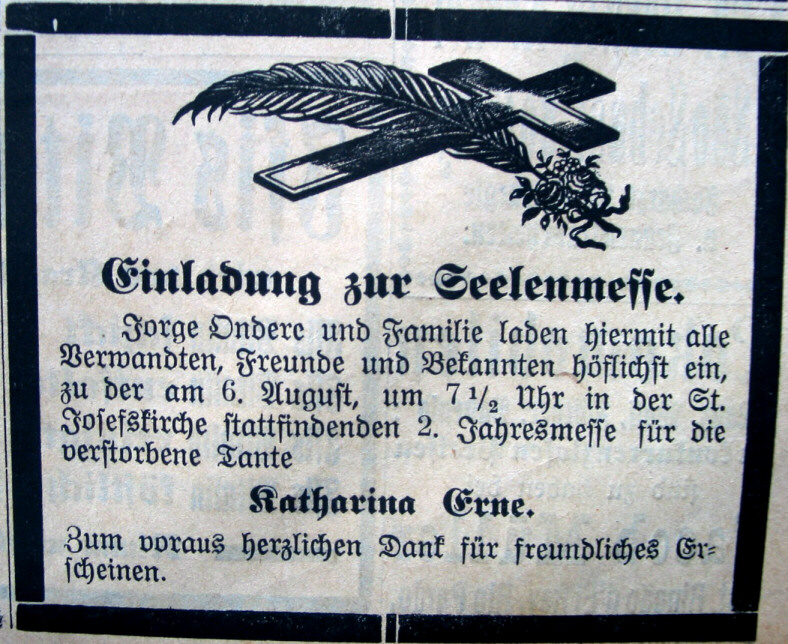 Einladung zur Seelenmesse.
Jorge Onderc und Familie laden hiermit alle
Verwandten, Freunde und Bekannten höflichst ein,
zu der am 6. August, um 7 1/2 Uhr in der St.
Josefskirche stattfindenden 2. Jahresmesse für die
verstorbene Tante
Katharina Erne.
Zum voraus herzlichen Dank für freundliches Er-
scheinen.